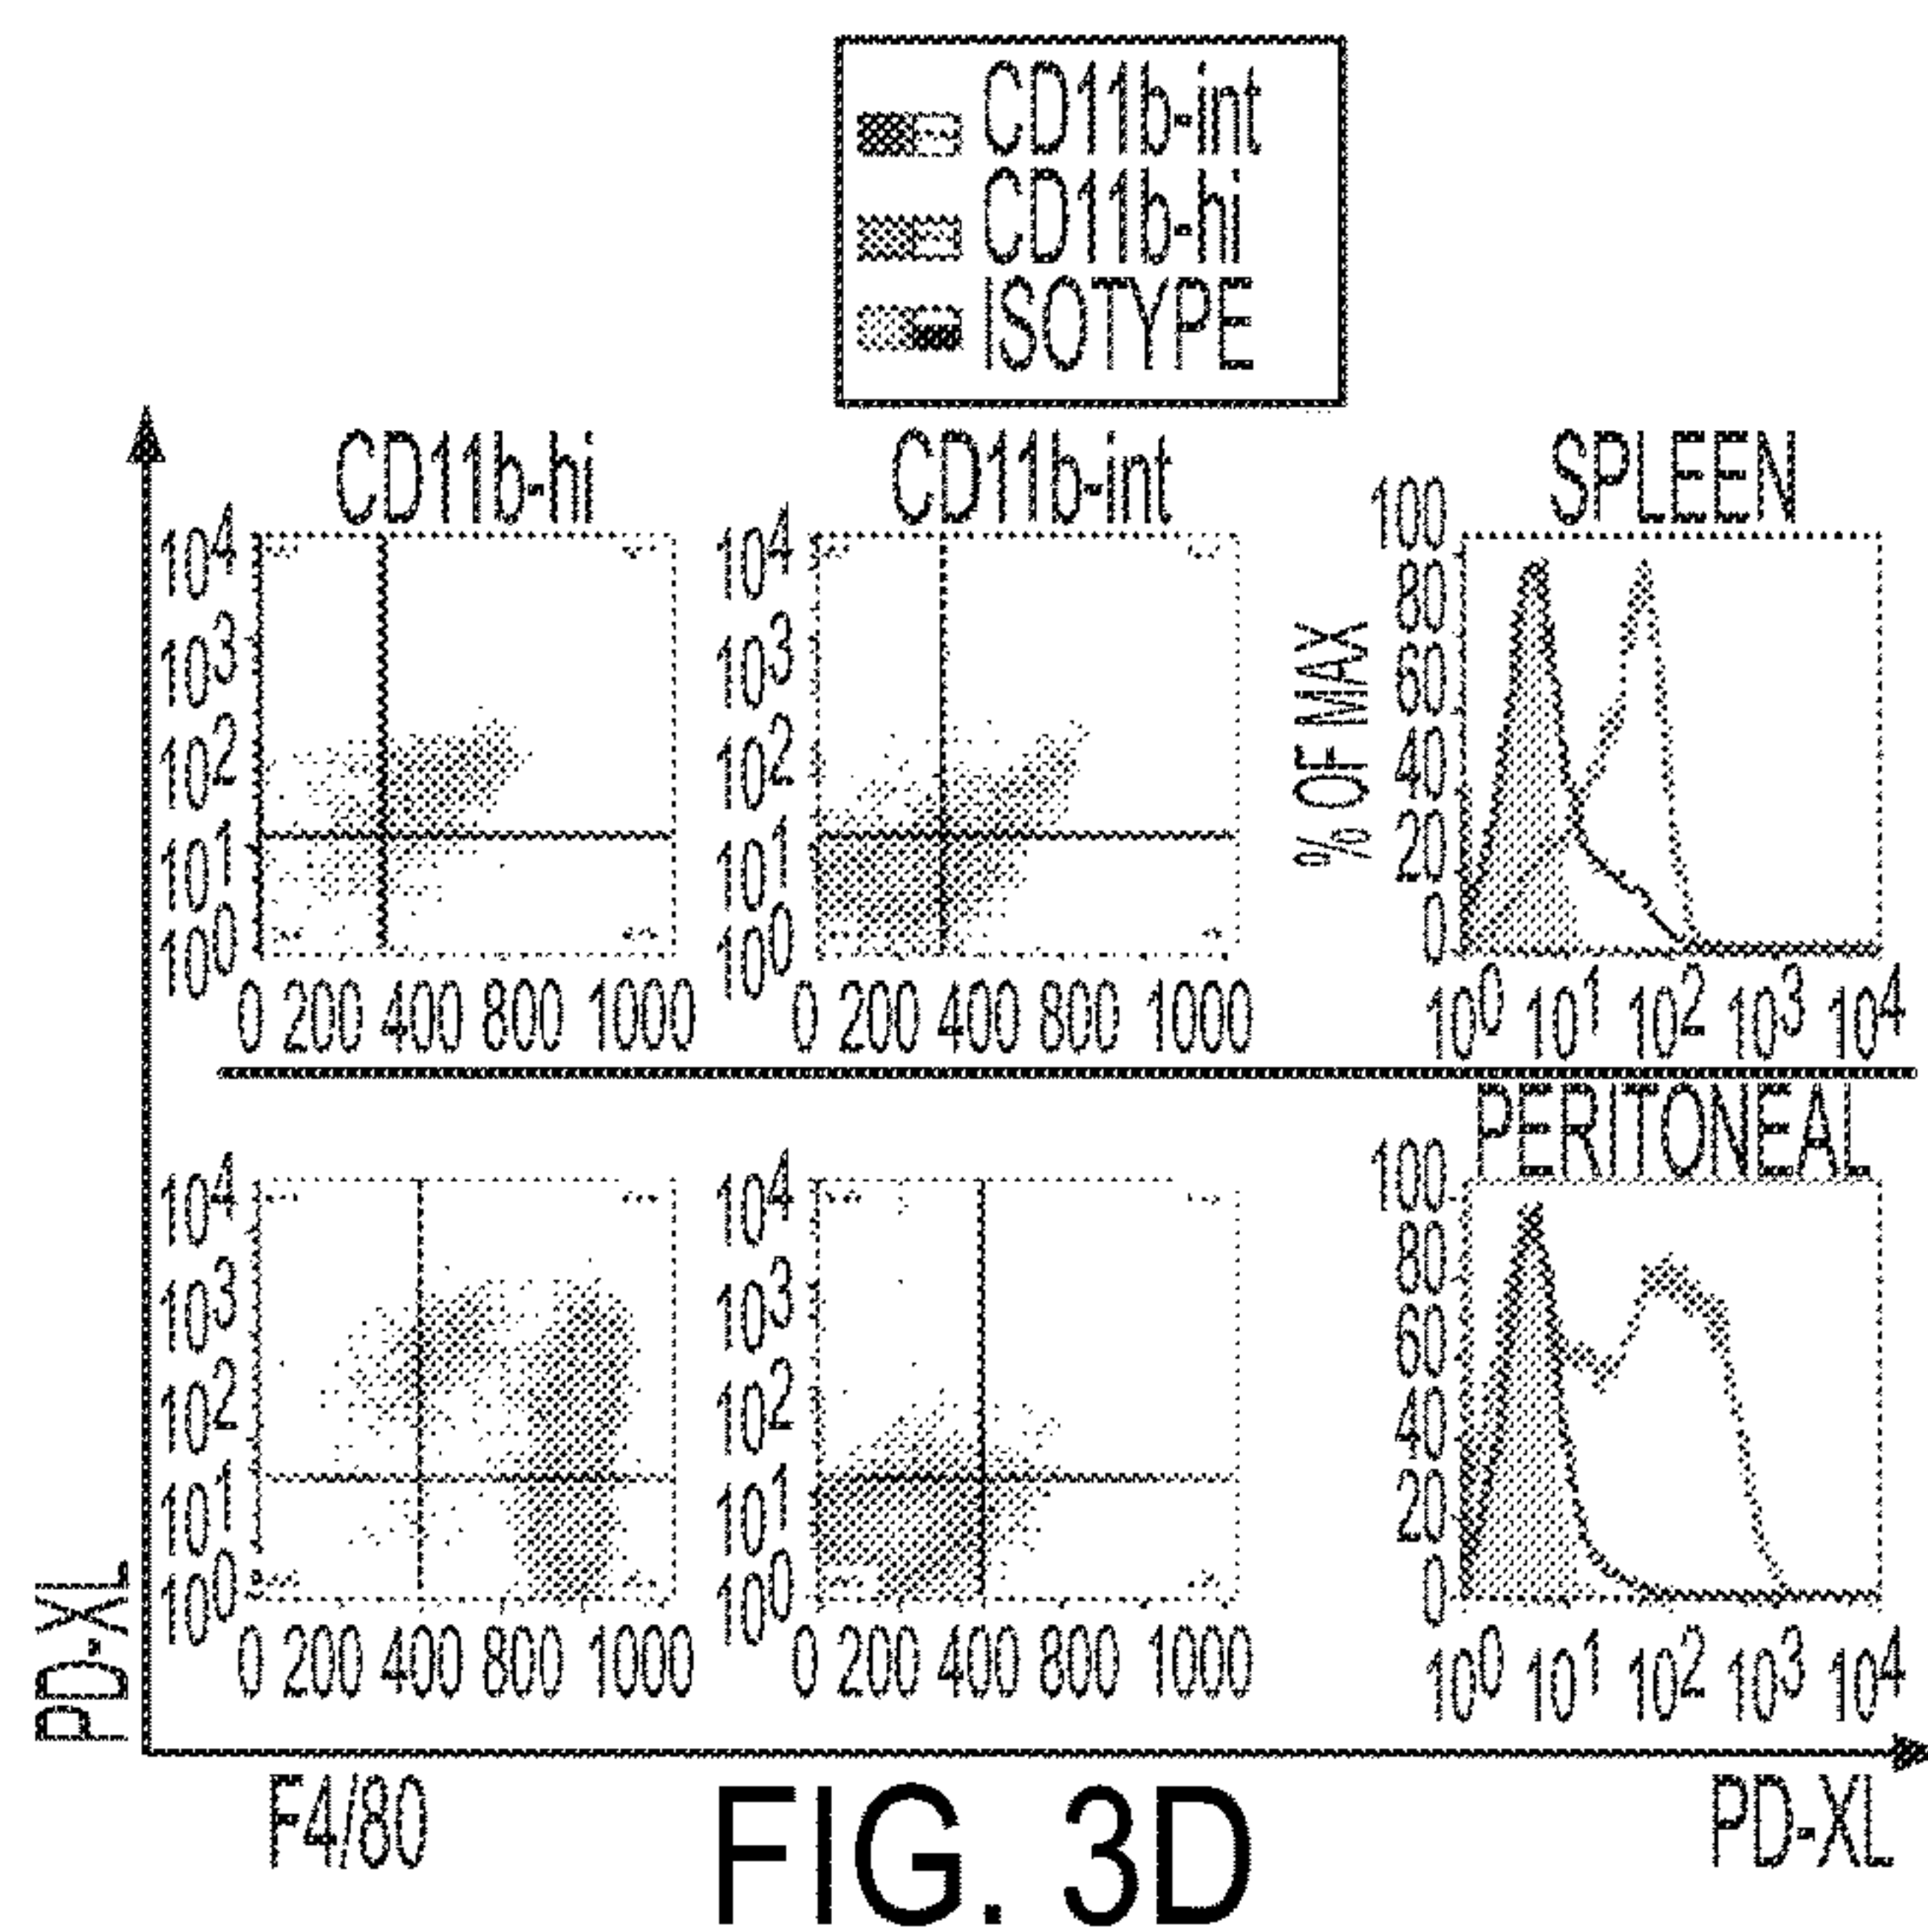 CD11b-int
CD11b-hi
ISOTYPE
CD11b-hi
CD11b-int
SPLEEN
10⁴
10³
10²
10¹
10⁰
0 200 400 800 1000
10⁴
10³
10²
10¹
10⁰
0 200 400 800 1000
% OF MAX
100
80
60
40
20
0
10⁰ 10¹ 10² 10³ 10⁴
PERITONEAL
10⁴
10³
10²
10¹
10⁰
0 200 400 800 1000
10⁴
10³
10²
10¹
10⁰
0 200 400 800 1000
100
80
60
40
20
0
10⁰ 10¹ 10² 10³ 10⁴
PD-XL
F4/80
PD-XL
FIG. 3D